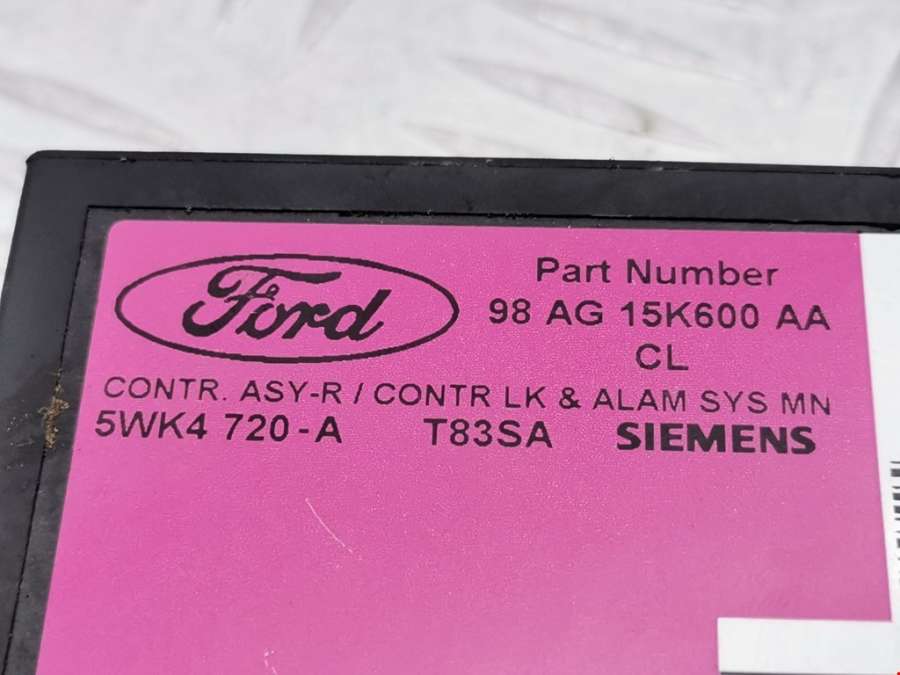 Ford
Part Number
98 AG 15K600 AA
CL
CONTR. ASY-R / CONTR LK & ALAM SYS MN
5WK4 720-A T83SA SIEMENS